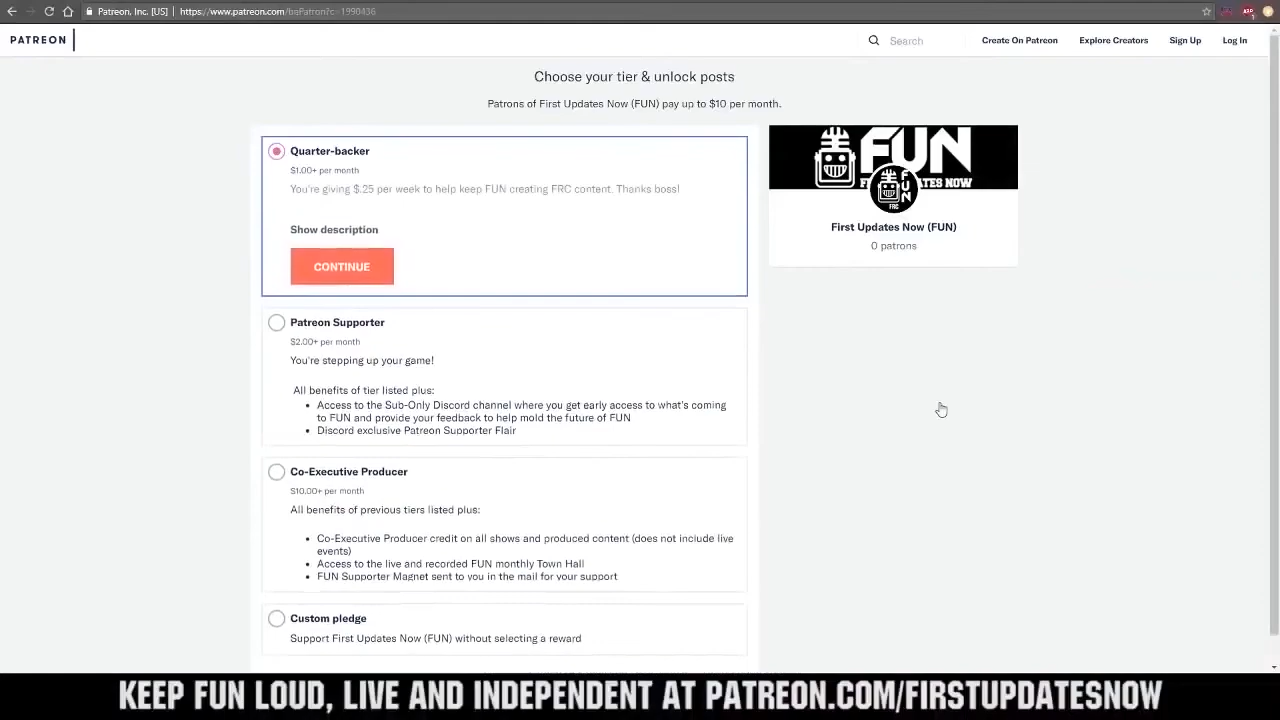 Patreon, Inc. [US] | https://www.patreon.com/bePatron?c=1990436
PATREON
Search
Create On Patreon
Explore Creators
Sign Up
Log In
Choose your tier & unlock posts
Patrons of First Updates Now (FUN) pay up to $10 per month.
Quarter-backer
$1.00+ per month
You're giving $.25 per week to help keep FUN creating FRC content. Thanks boss!
Show description
CONTINUE
Patreon Supporter
$2.00+ per month
You're stepping up your game!
All benefits of tier listed plus:
• Access to the Sub-Only Discord channel where you get early access to what's coming
to FUN and provide your feedback to help mold the future of FUN
• Discord exclusive Patreon Supporter Flair
Co-Executive Producer
$10.00+ per month
All benefits of previous tiers listed plus:
• Co-Executive Producer credit on all shows and produced content (does not include live
events)
• Access to the live and recorded FUN monthly Town Hall
• FUN Supporter Magnet sent to you in the mail for your support
Custom pledge
Support First Updates Now (FUN) without selecting a reward
FUN
FUN
FRC
First Updates Now (FUN)
0 patrons
KEEP FUN LOUD, LIVE AND INDEPENDENT AT PATREON.COM/FIRSTUPDATESNOW